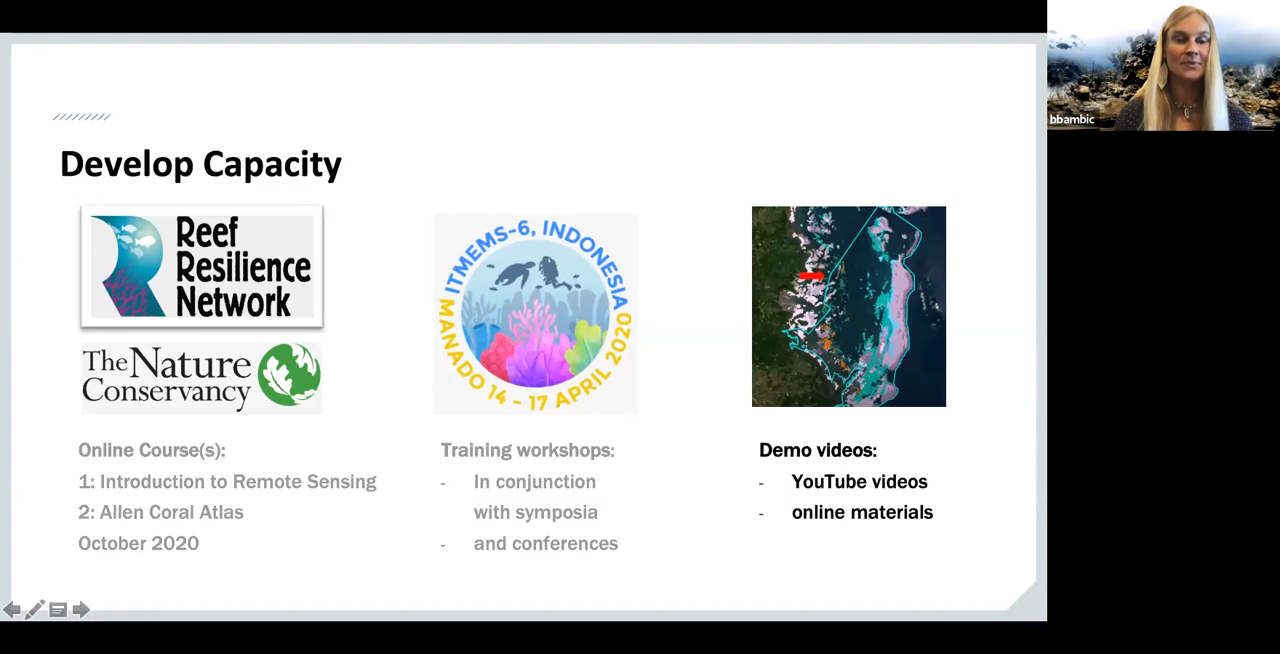 bbambic
Develop Capacity
Reef
Resilience
Network
The Nature
Conservancy
ITMEMS-6, INDONESIA
MANADO 14 - 17 APRIL 2020
Online Course(s):
1: Introduction to Remote Sensing
2: Allen Coral Atlas
October 2020
Training workshops:
- In conjunction
with symposia
- and conferences
Demo videos:
- YouTube videos
- online materials